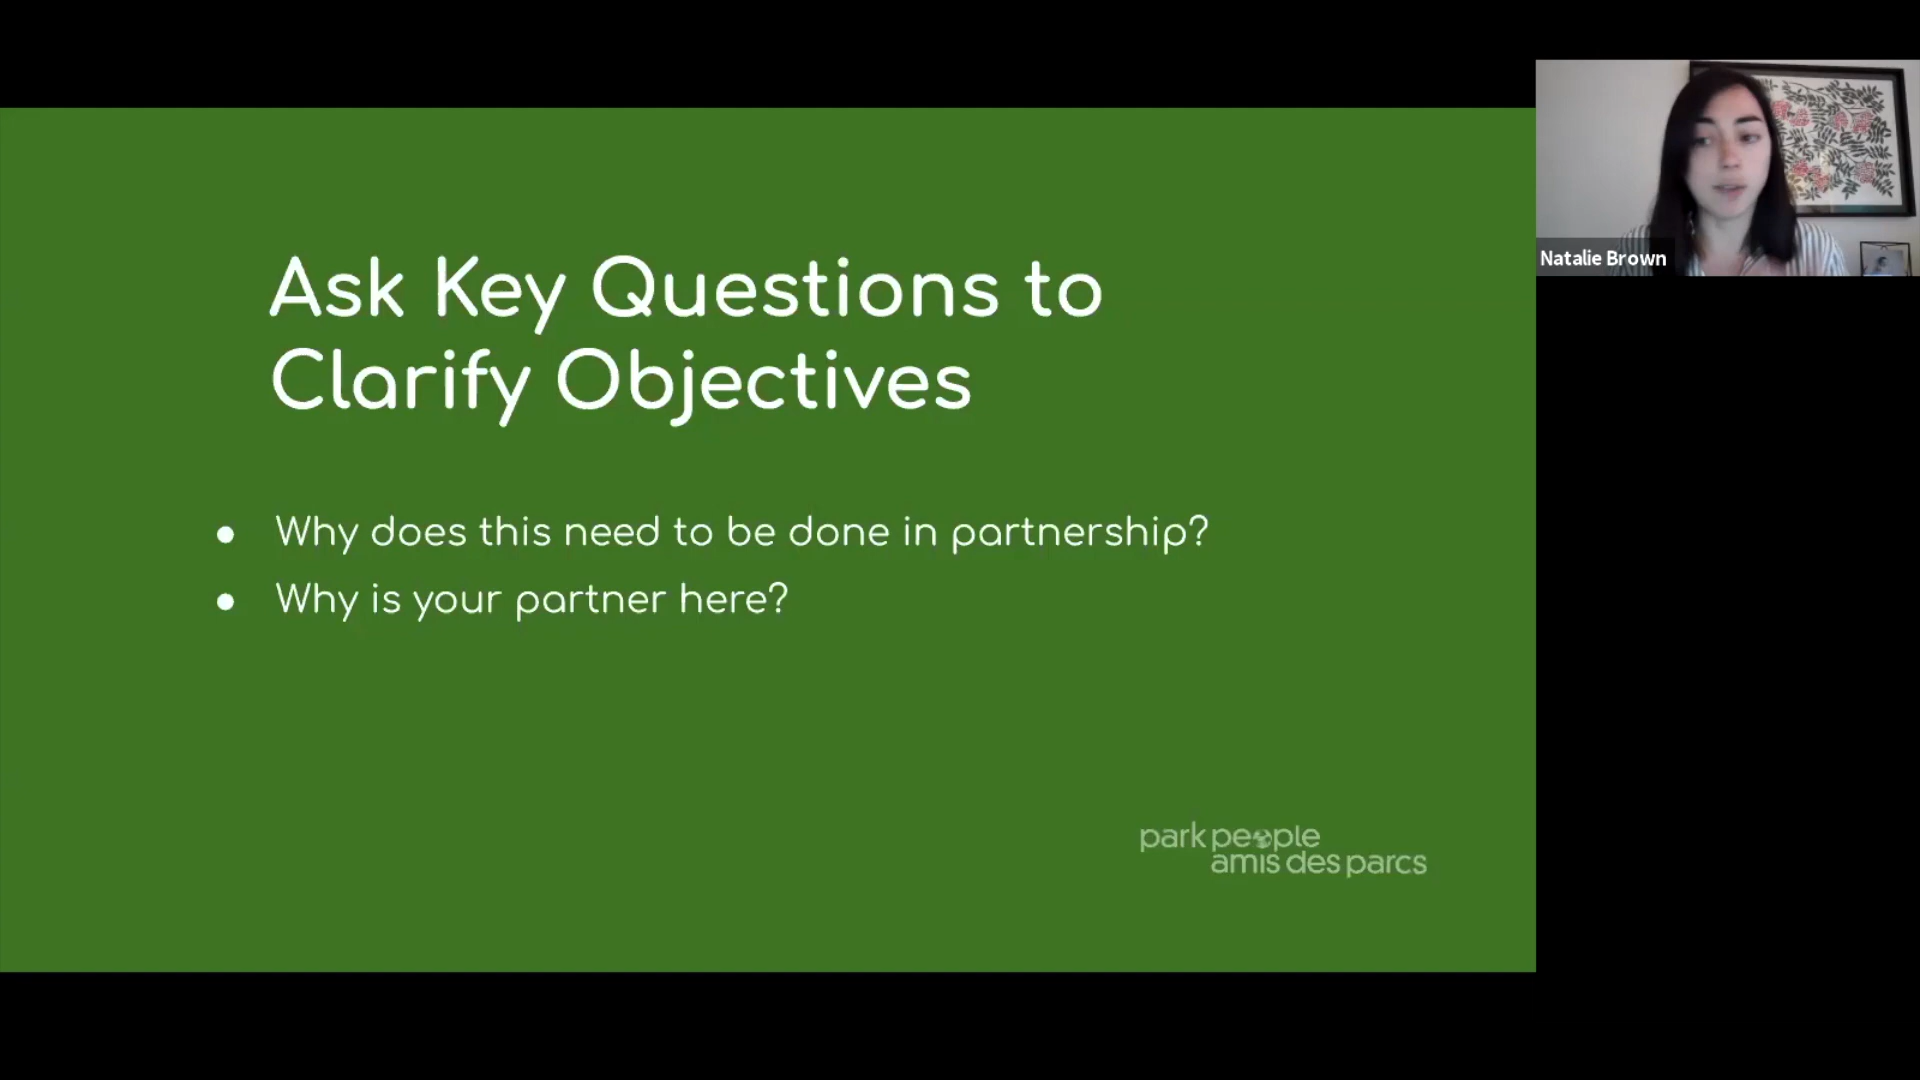 Ask Key Questions to
Clarify Objectives
● Why does this need to be done in partnership?
● Why is your partner here?
park people
amis des parcs
Natalie Brown